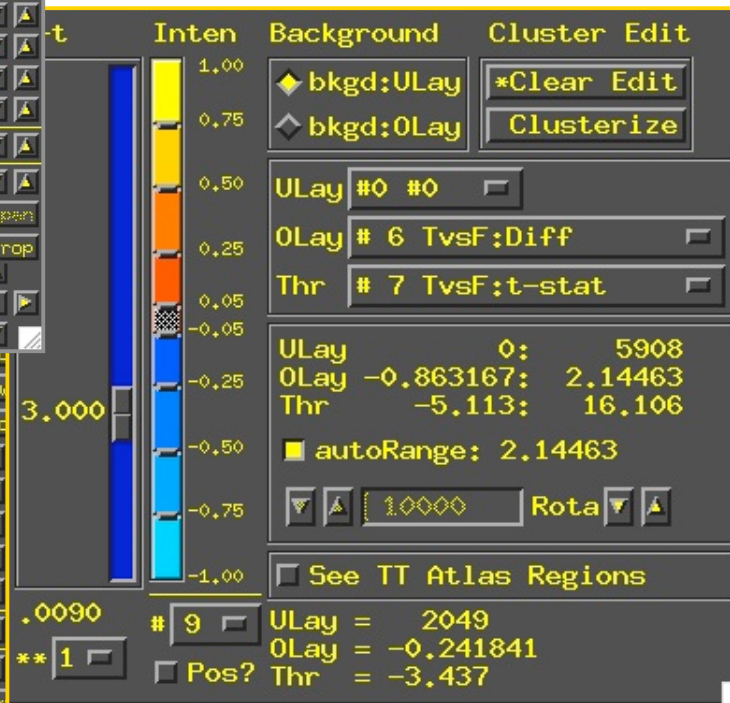 -t
Inten
Background
Cluster Edit
1.00
0.75
0.50
0.25
0.05
-0.05
-0.25
-0.50
-0.75
-1.00
bkgd:ULay
bkgd:OLay
*Clear Edit
Clusterize
ULay #0 #0
OLay # 6 TvsF:Diff
Thr # 7 TvsF:t-stat
ULay 0: 5908
OLay -0.863167: 2.14463
Thr -5.113: 16.106
3.000
autoRange: 2.14463
1.0000 Rota
See TT Atlas Regions
.0090
** 1
# 9
Pos?
ULay = 2049
OLay = -0.241841
Thr = -3.437
pan
rop